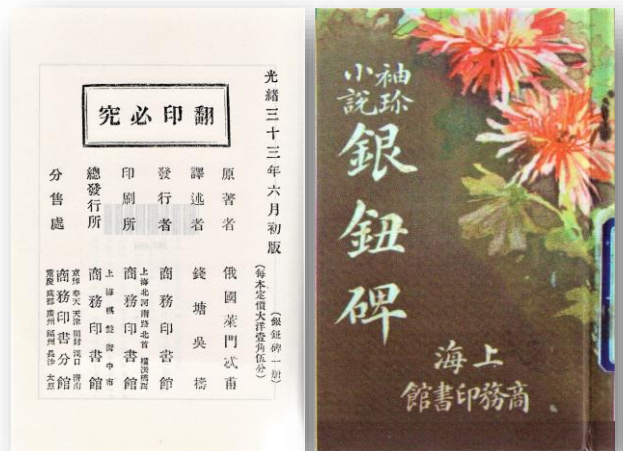 光緒三十三年六月初版
(銀鈕碑一册)
(每本定價大洋壹角伍分)
翻印必究
原著者 俄國萊門忒甫
譯述者 錢塘吳檮
發行者 商務印書館
印刷所 上海北河南路北首
商務印書館
總發行所 上海棋盤街中市
商務印書館
分售處 京師 奉天 天津 開封 漢口 濟南
商務印書分館
重慶 成都 廣州 福州 長沙 太原
袖珍
小說
銀鈕碑
上海
商務印書館